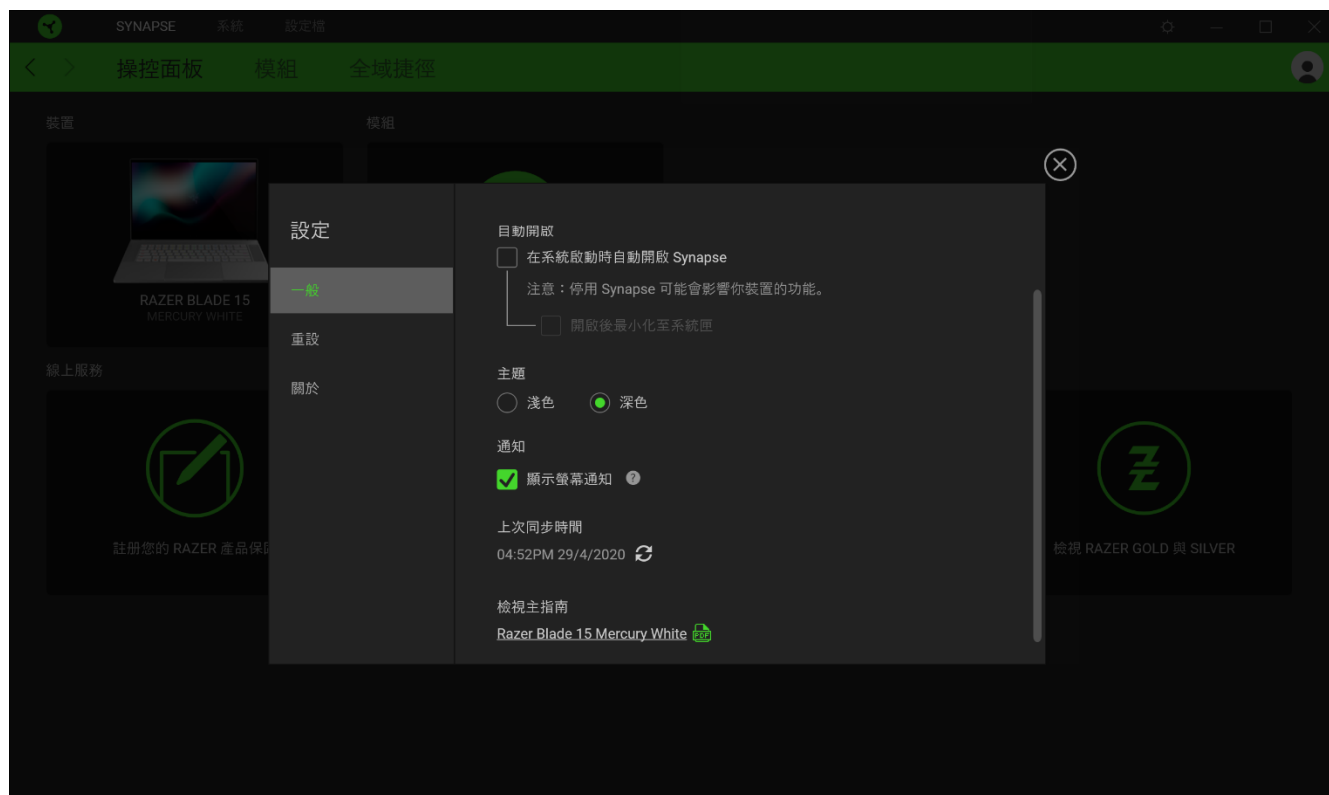 SYNAPSE 系統 設定檔
操控面板 模組 全域捷徑
裝置 模組
RAZER BLADE 15
MERCURY WHITE
線上服務
註册您的 RAZER 產品保
檢視 RAZER GOLD 與 SILVER
設定
一般
重設
關於
自動開啟
在系統啟動時自動開啟 Synapse
注意：停用 Synapse 可能會影響你裝置的功能。
開啟後最小化至系統匣
主題
淺色 深色
通知
顯示螢幕通知 ?
上次同步時間
04:52PM 29/4/2020
檢視主指南
Razer Blade 15 Mercury White PDF